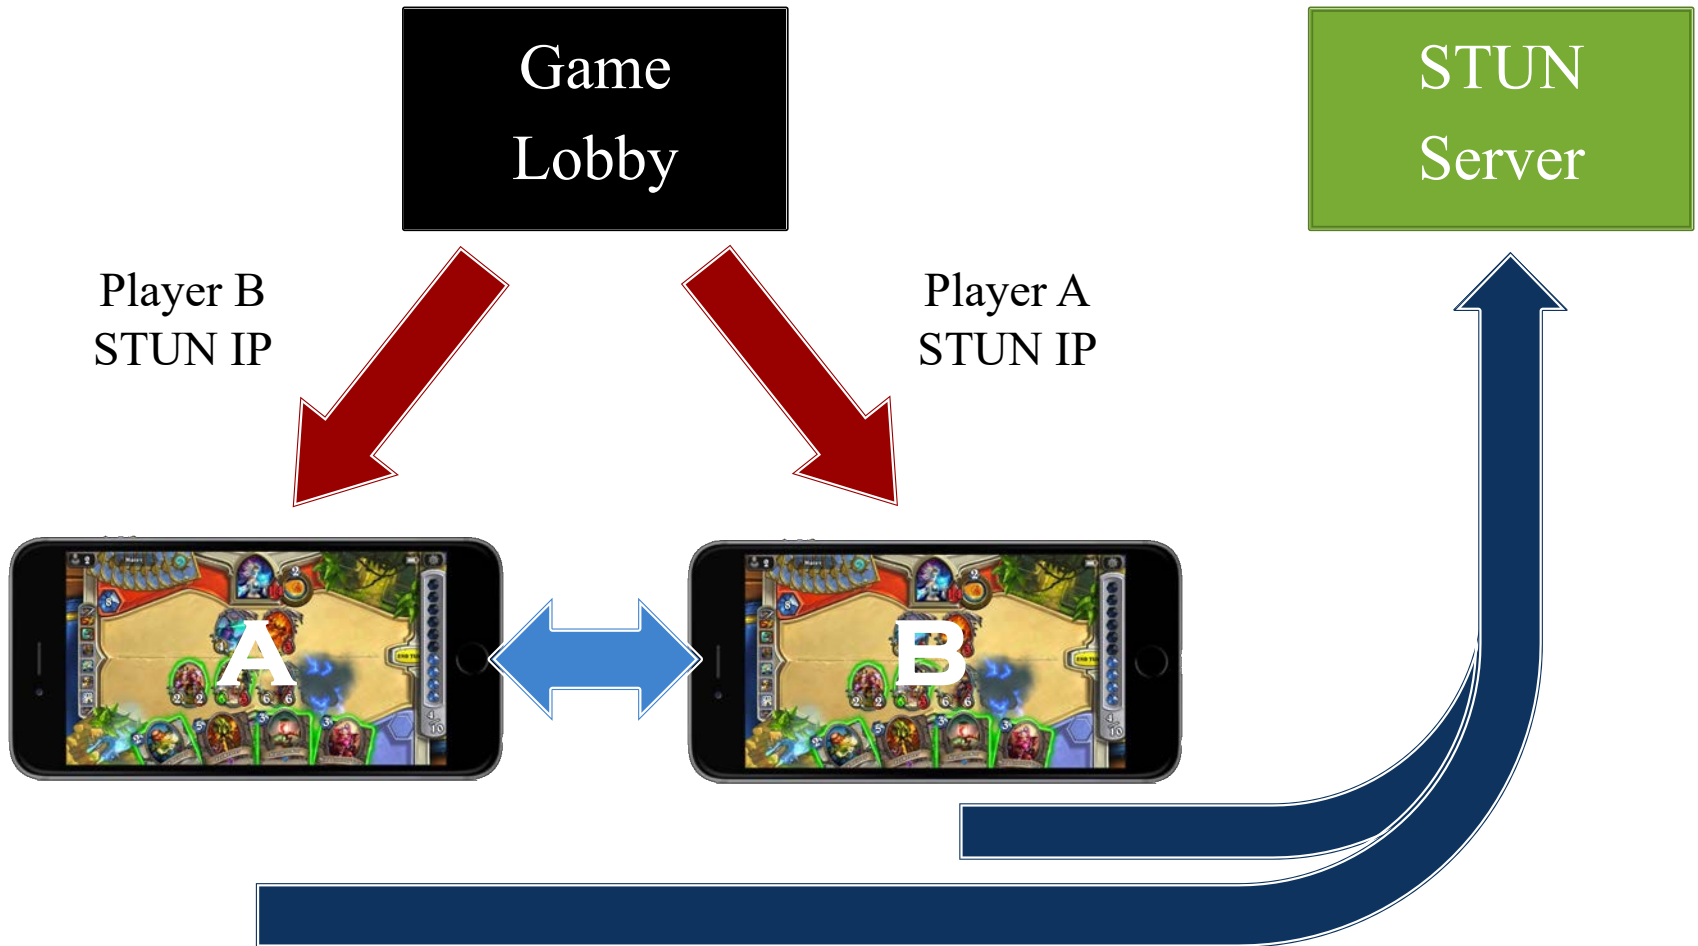 Game
Lobby
STUN
Server
Player B
STUN IP
Player A
STUN IP
A
B